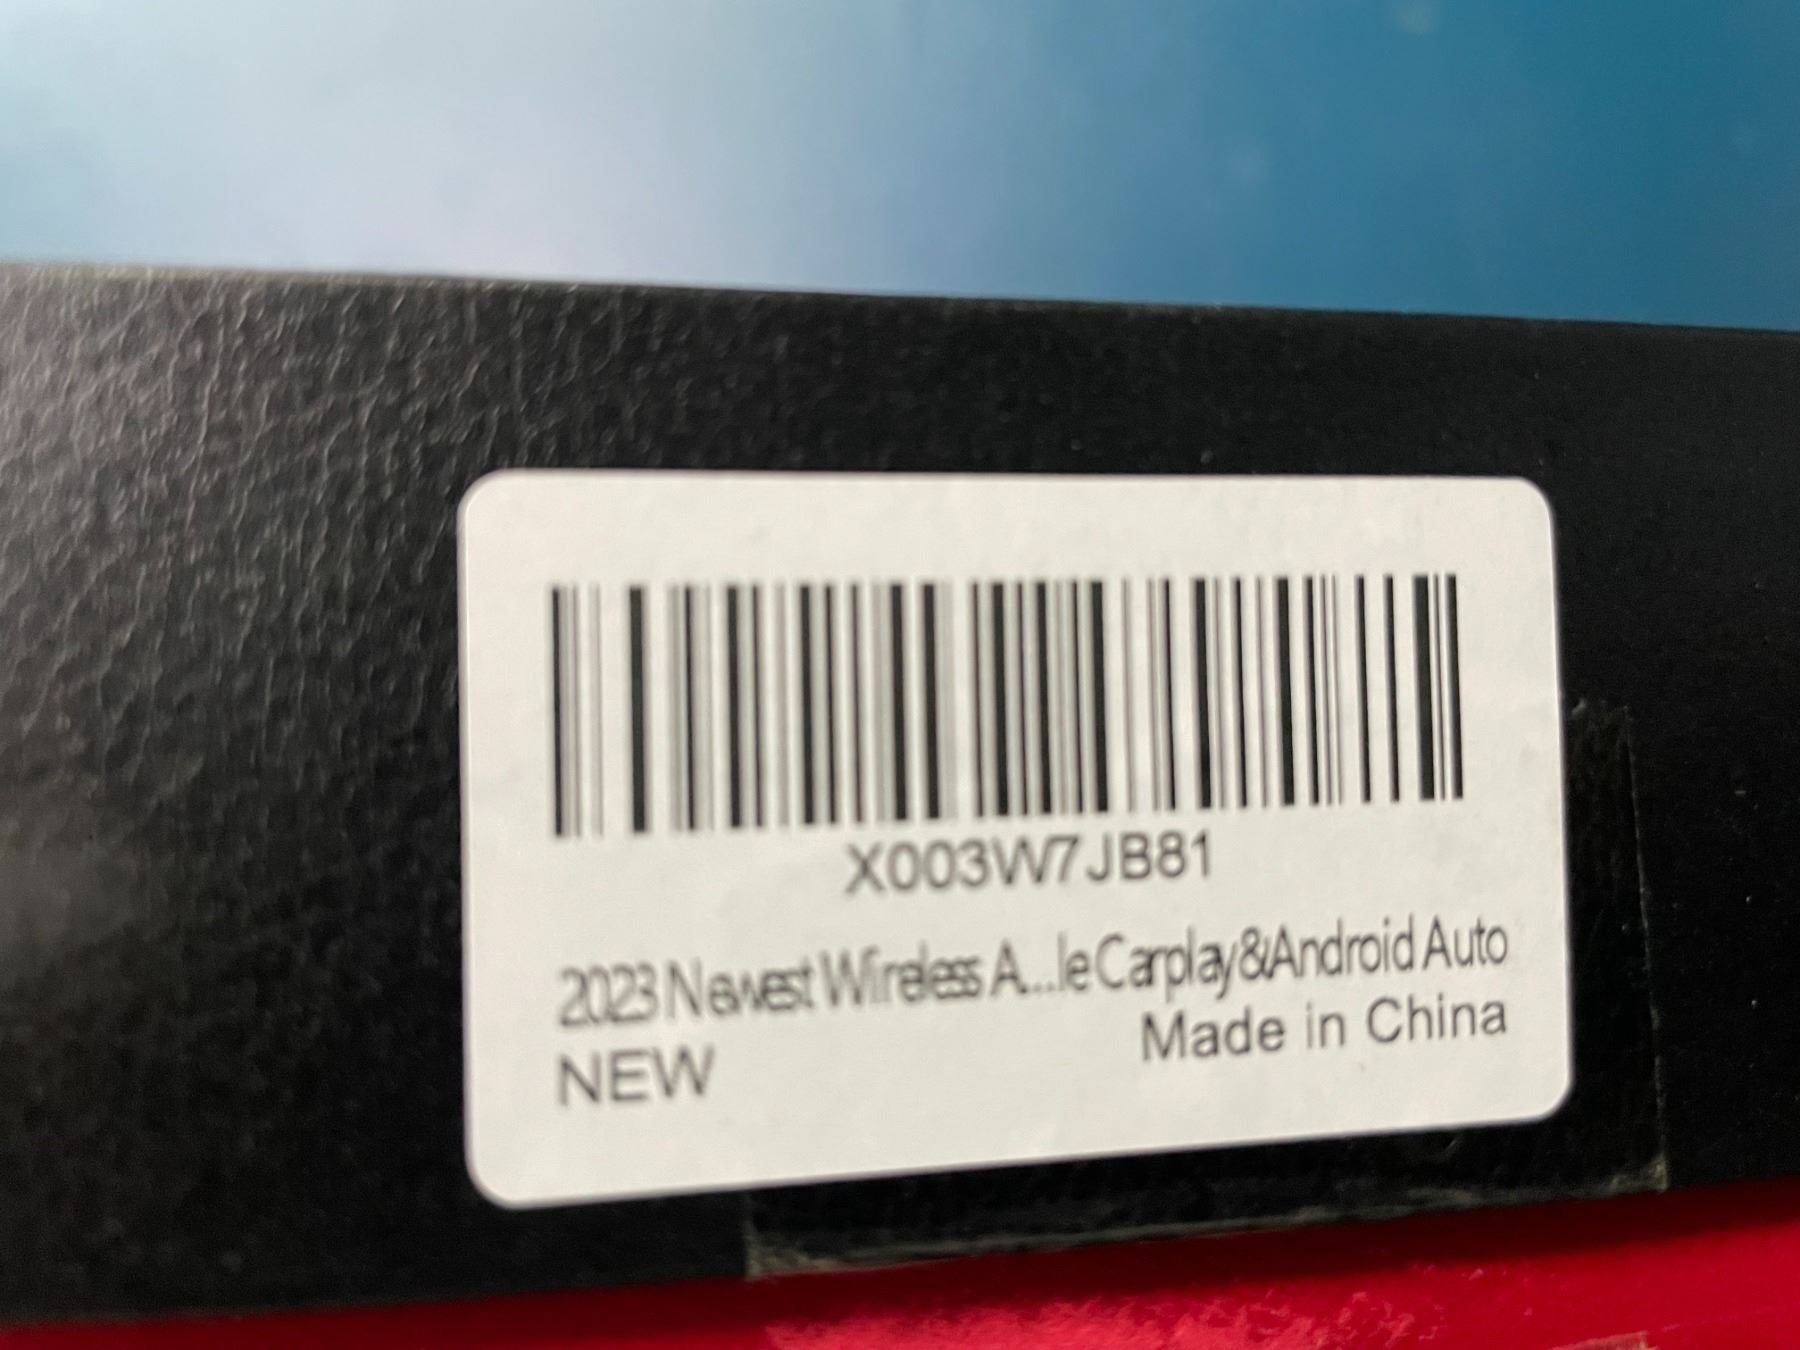 X003W7JB81
2023 Newest Wireless A...le Carplay&Android Auto
Made in China
NEW